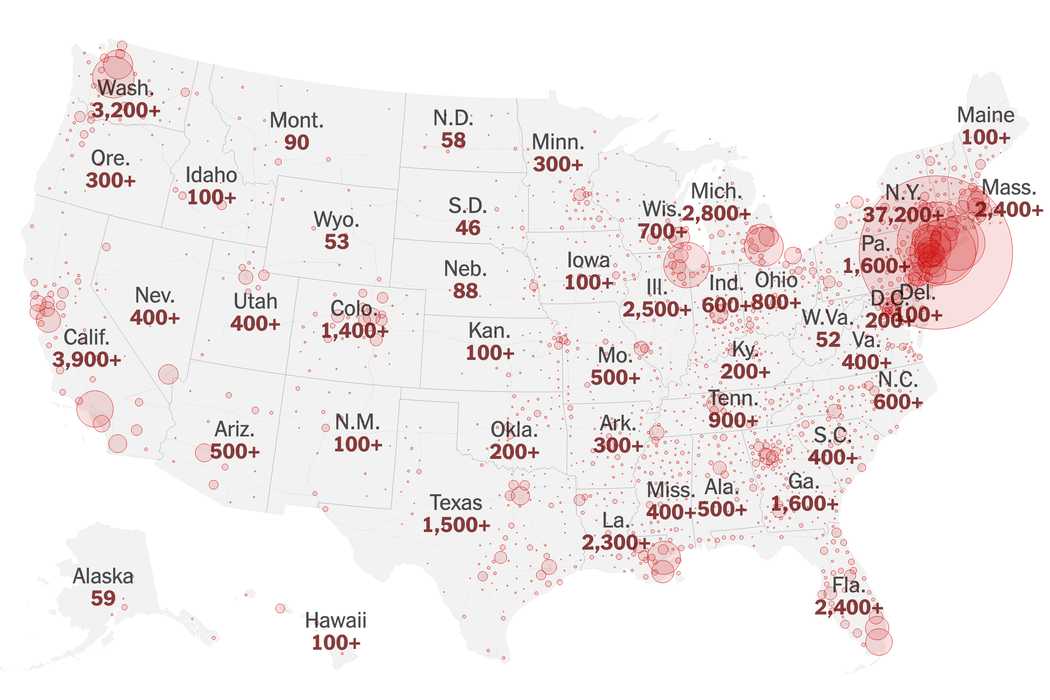 Wash.
3,200+
Mont.
90
N.D.
58
Minn.
300+
Maine
100+
Ore.
300+
Idaho
100+
Wyo.
53
S.D.
46
Wis.
700+
Mich.
2,800+
N.Y.
37,200+
Mass.
2,400+
Nev.
400+
Utah
400+
Colo.
1,400+
Neb.
88
Iowa
100+
Ill.
2,500+
Ind.
600+
Ohio
800+
Pa.
1,600+
D.C.
200+
Del.
100+
Calif.
3,900+
Kan.
100+
Mo.
500+
Ky.
200+
W.Va.
52
Va.
400+
N.C.
600+
Ariz.
500+
N.M.
100+
Okla.
200+
Ark.
300+
Tenn.
900+
S.C.
400+
Texas
1,500+
La.
2,300+
Miss.
400+
Ala.
500+
Ga.
1,600+
Alaska
59
Hawaii
100+
Fla.
2,400+